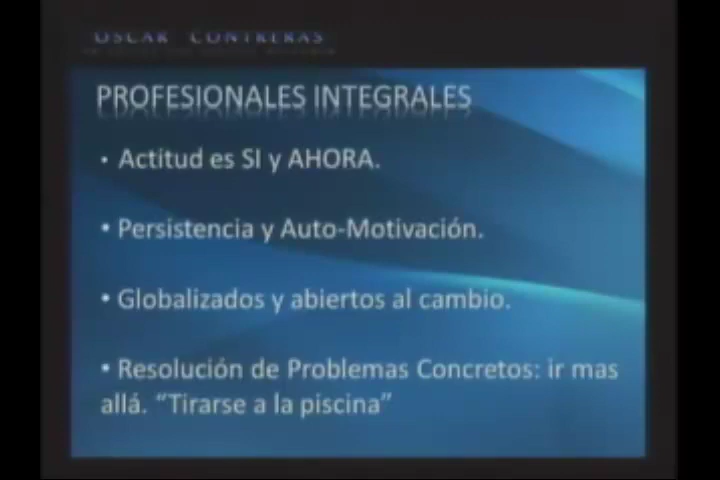 OSCAR CONTRERAS
PROFESIONALES INTEGRALES
• Actitud es SI y AHORA.
• Persistencia y Auto-Motivación.
• Globalizados y abiertos al cambio.
• Resolución de Problemas Concretos: ir mas
allá. “Tirarse a la piscina”